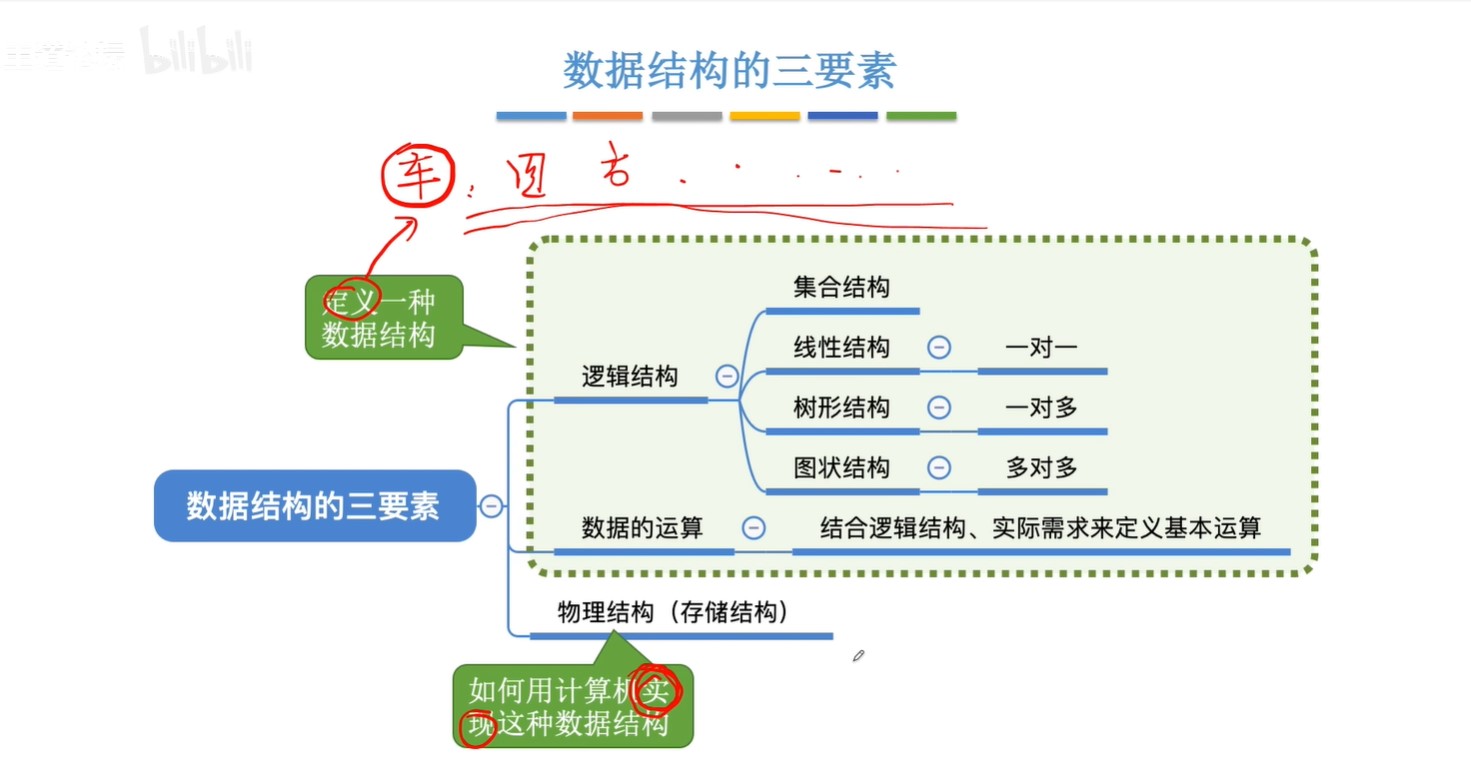 bilibili
数据结构的三要素
车：圆 方
定义一种
数据结构
集合结构
线性结构
一对一
逻辑结构
树形结构
一对多
图状结构
多对多
数据结构的三要素
数据的运算
结合逻辑结构、实际需求来定义基本运算
物理结构（存储结构）
如何用计算机实
现这种数据结构